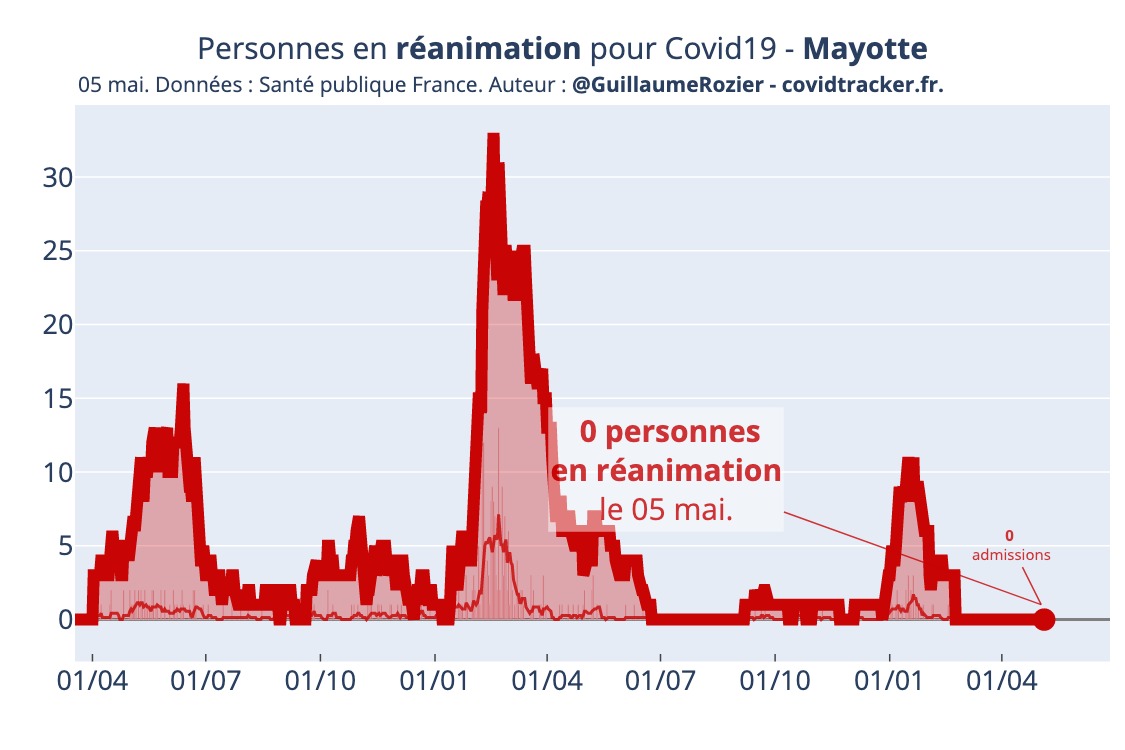 Personnes en réanimation pour Covid19 - Mayotte
05 mai. Données : Santé publique France. Auteur : @GuillaumeRozier - covidtracker.fr.
30
25
20
15
10
5
0
0 personnes
en réanimation
le 05 mai.
0
admissions
01/04
01/07
01/10
01/01
01/04
01/07
01/10
01/01
01/04